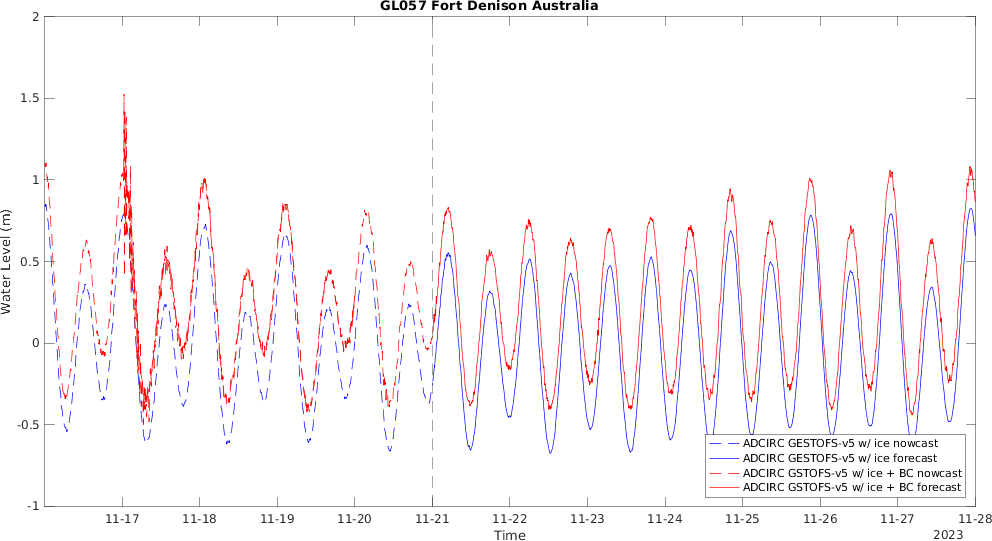 GL057 Fort Denison Australia
2
1.5
1
0.5
0
-0.5
-1
Water Level (m)
11-17 11-18 11-19 11-20 11-21 11-22 11-23 11-24 11-25 11-26 11-27 11-28
Time
2023
ADCIRC GESTOFS-v5 w/ ice nowcast
ADCIRC GESTOFS-v5 w/ ice forecast
ADCIRC GSTOFS-v5 w/ ice + BC nowcast
ADCIRC GSTOFS-v5 w/ ice + BC forecast